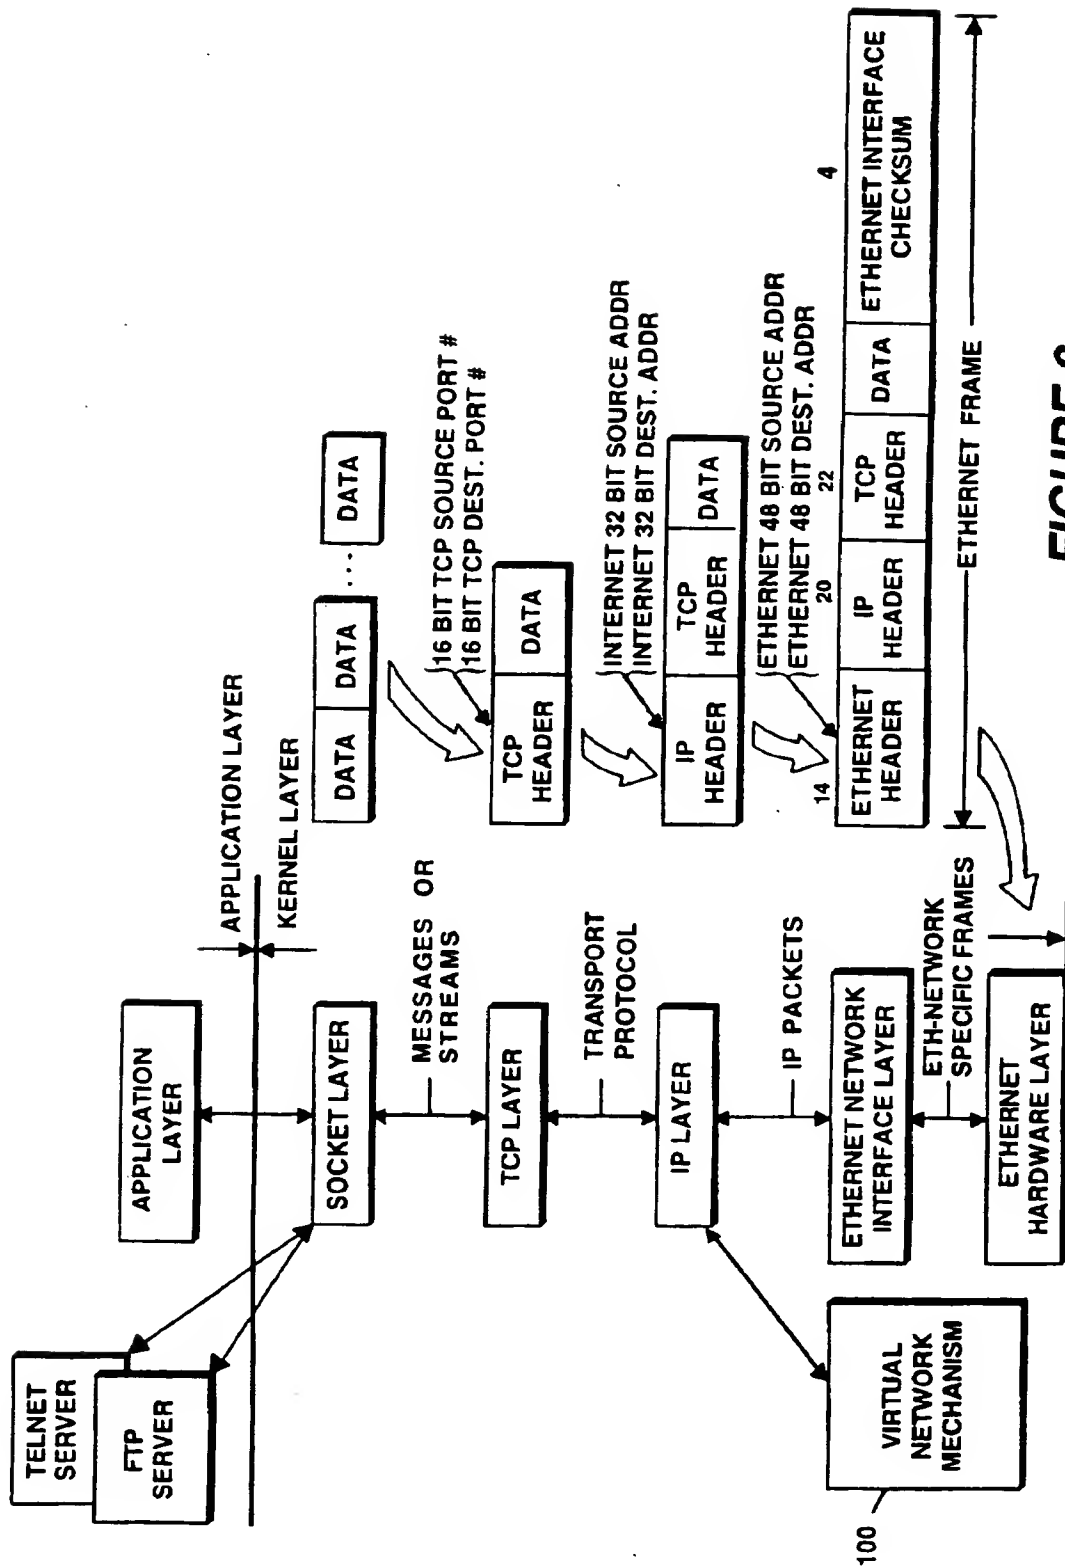 TELNET
SERVER
FTP
SERVER
APPLICATION
LAYER
APPLICATION LAYER
KERNEL LAYER
SOCKET LAYER
DATA
DATA
...
DATA
MESSAGES OR
STREAMS
16 BIT TCP SOURCE PORT #
16 BIT TCP DEST. PORT #
TCP LAYER
TCP
HEADER
DATA
TRANSPORT
PROTOCOL
INTERNET 32 BIT SOURCE ADDR
INTERNET 32 BIT DEST. ADDR
IP LAYER
IP
HEADER
TCP
HEADER
DATA
IP PACKETS
ETHERNET 48 BIT SOURCE ADDR
ETHERNET 48 BIT DEST. ADDR
100
VIRTUAL
NETWORK
MECHANISM
ETHERNET NETWORK
INTERFACE LAYER
14
20
22
4
ETHERNET
HEADER
IP
HEADER
TCP
HEADER
DATA
ETHERNET INTERFACE
CHECKSUM
ETH-NETWORK
SPECIFIC FRAMES
ETHERNET FRAME
ETHERNET
HARDWARE LAYER